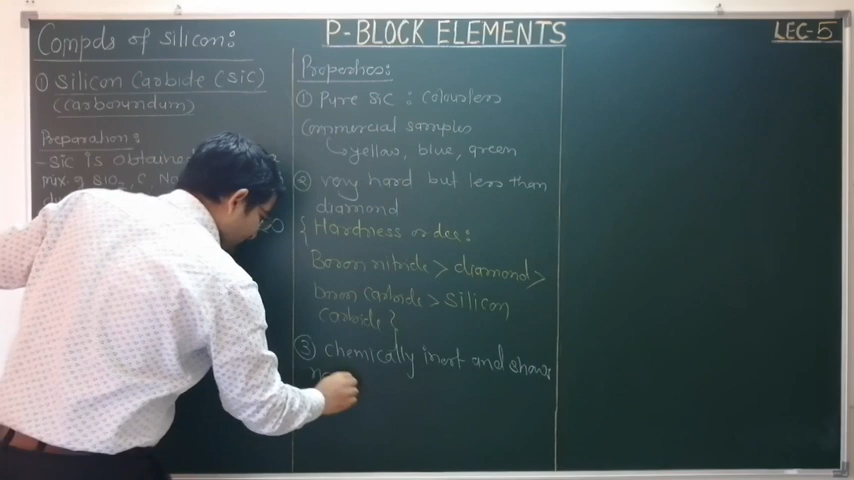 P-BLOCK ELEMENTS
LEC-5
Compds of silicon:
① Silicon Carbide (SiC)
(Carborundum)
Preparation:
- SiC is obtaine
mix. of SiO2, C, Na
Properties:
① Pure SiC : colourless
Commercial samples
↳ yellow, blue, green
② very hard but less than
diamond
{ Hardness order:
Boron nitride > diamond >
boron carbide > Silicon
carbide }
③ chemically inert and shows